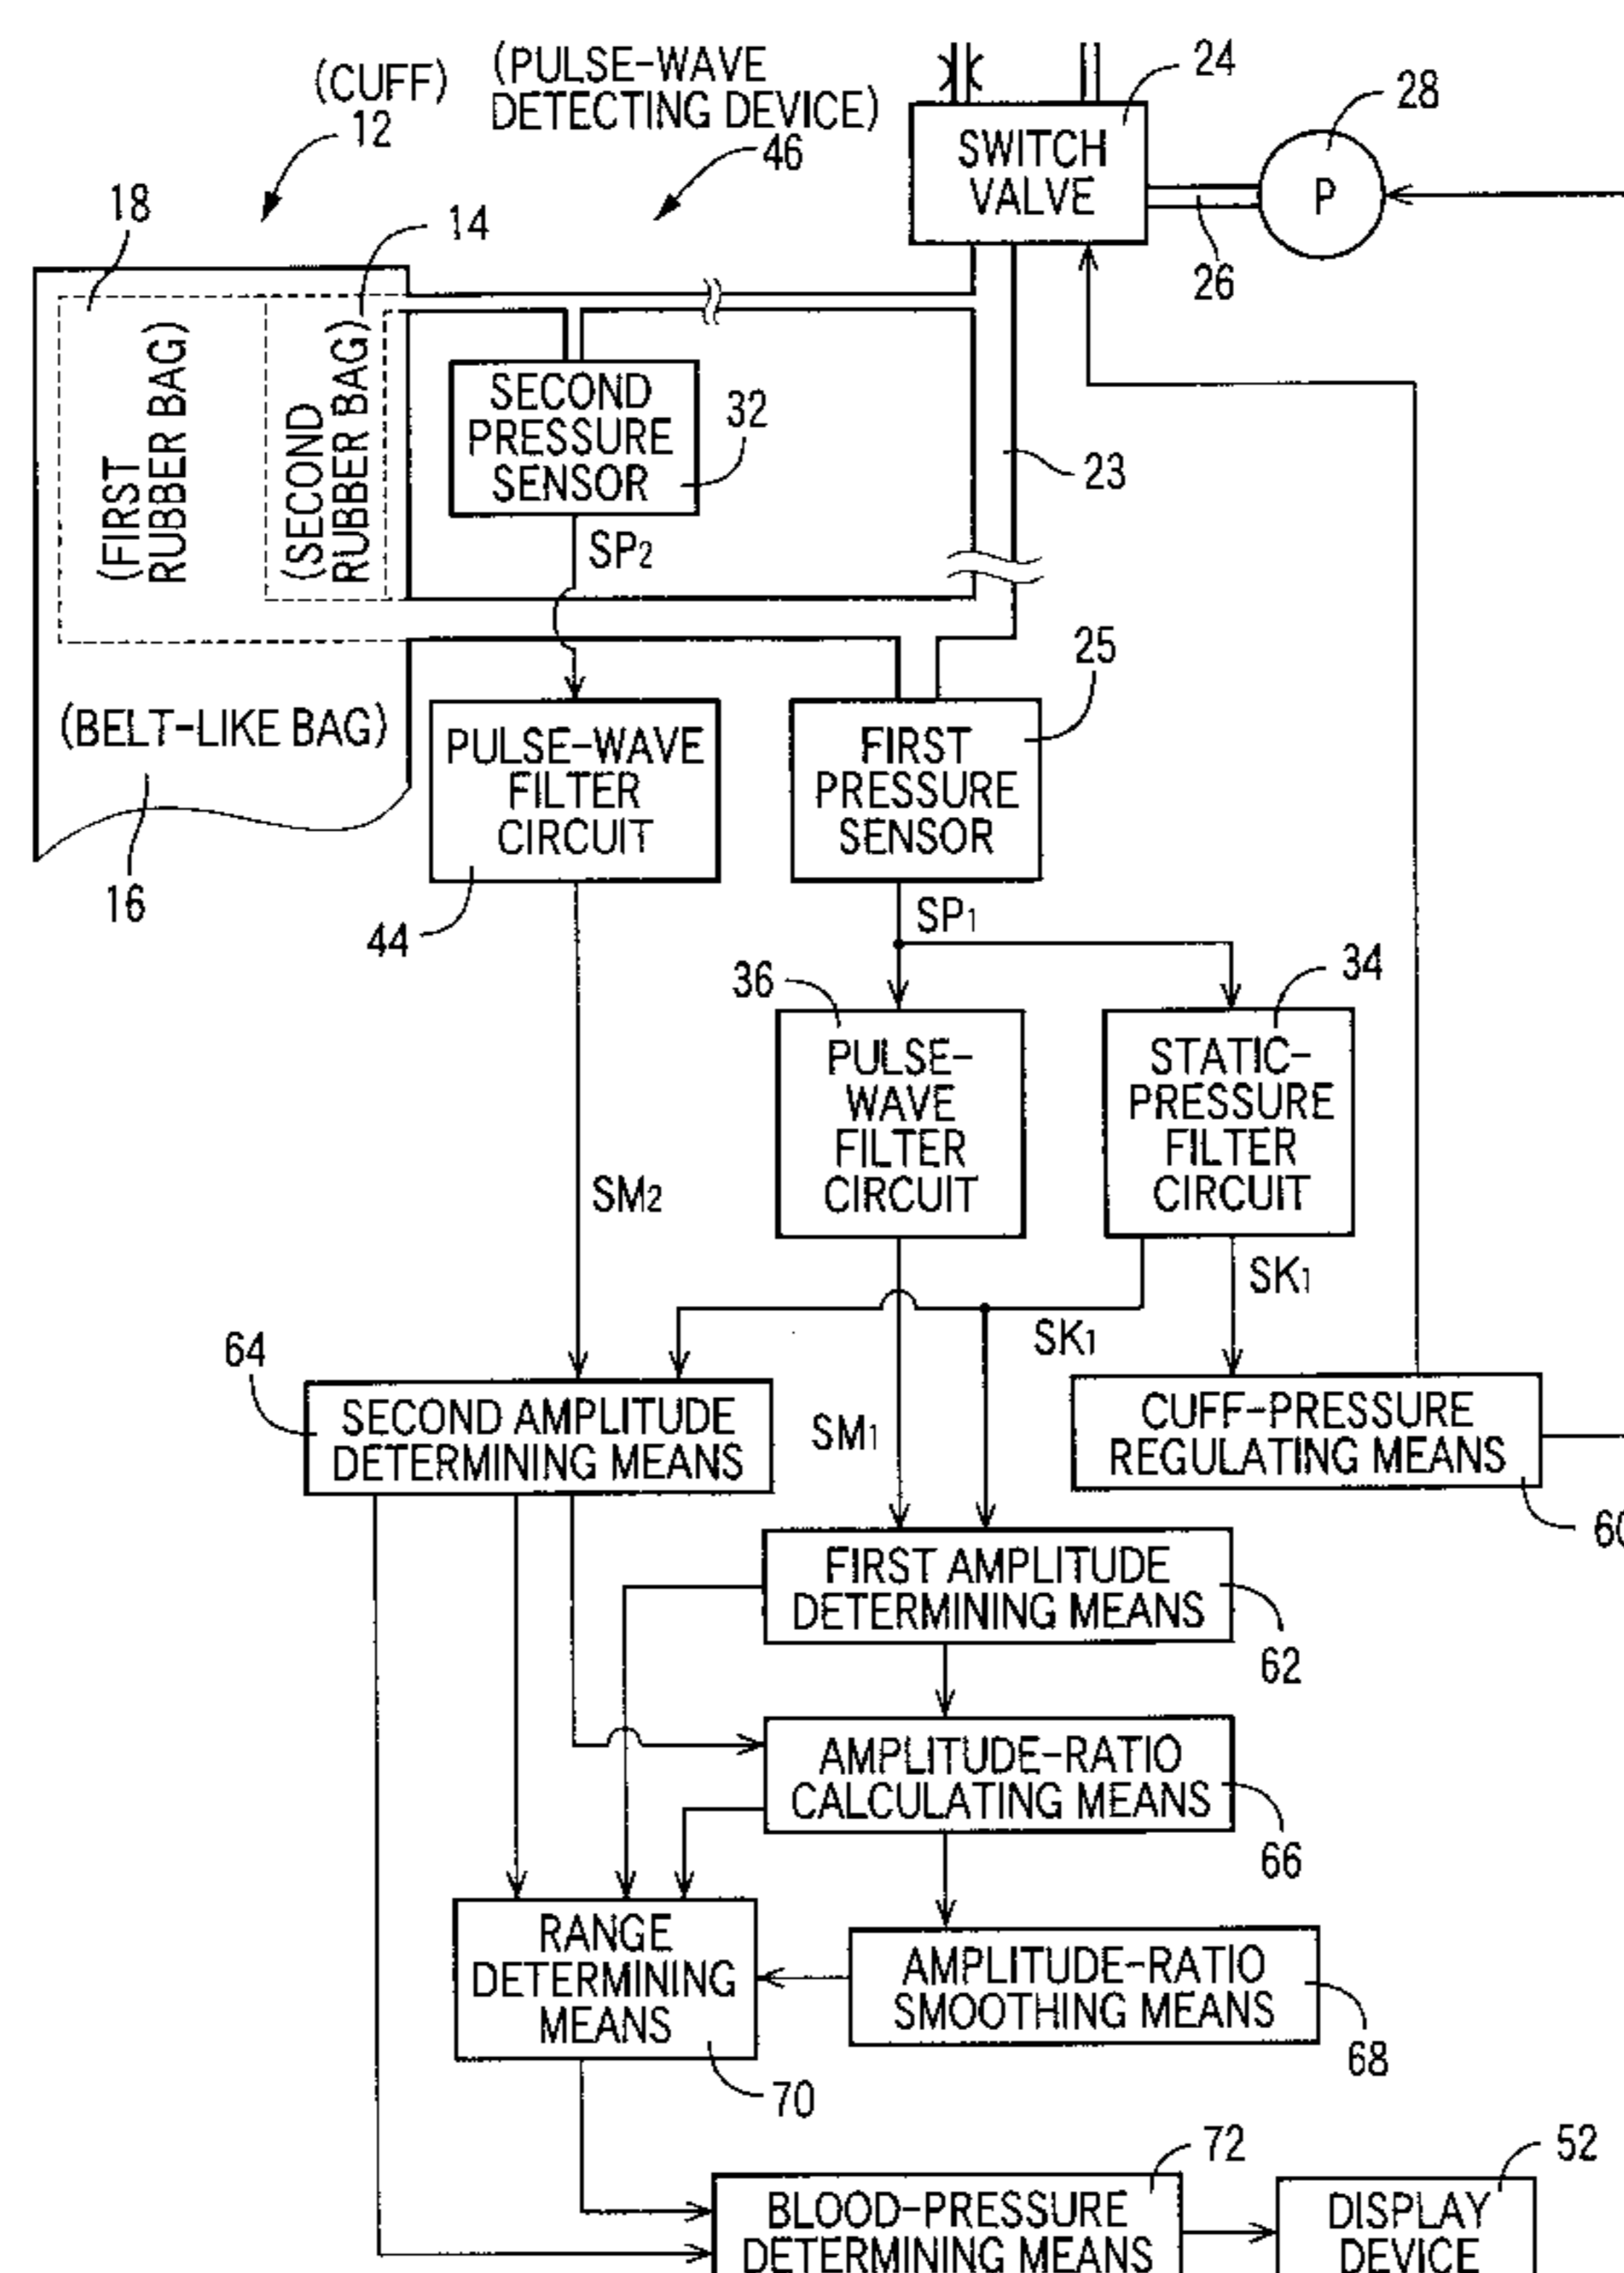 (CUFF)
12
(PULSE-WAVE
DETECTING DEVICE)
46
24
28
SWITCH
VALVE
P
26
18
14
(FIRST
RUBBER BAG)
(SECOND
RUBBER BAG)
SECOND
PRESSURE
SENSOR
32
23
SP2
25
(BELT-LIKE BAG)
16
PULSE-WAVE
FILTER
CIRCUIT
44
FIRST
PRESSURE
SENSOR
SP1
36
34
PULSE-
WAVE
FILTER
CIRCUIT
STATIC-
PRESSURE
FILTER
CIRCUIT
SM2
SK1
SK1
64
SECOND AMPLITUDE
DETERMINING MEANS
SM1
CUFF-PRESSURE
REGULATING MEANS
60
FIRST AMPLITUDE
DETERMINING MEANS
62
AMPLITUDE-RATIO
CALCULATING MEANS
66
RANGE
DETERMINING
MEANS
70
AMPLITUDE-RATIO
SMOOTHING MEANS
68
72
52
BLOOD-PRESSURE
DETERMINING MEANS
DISPLAY
DEVICE